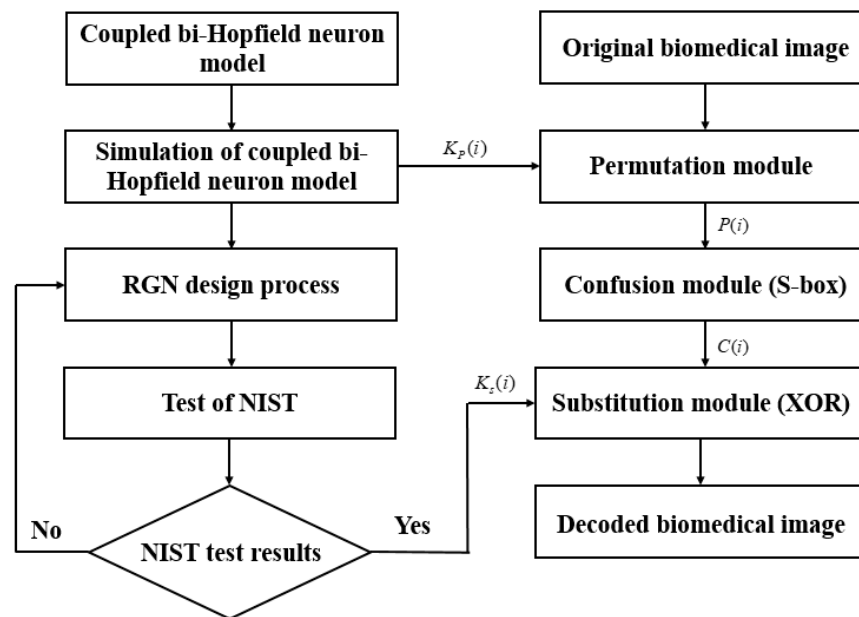 Coupled bi-Hopfield neuron
model
Simulation of coupled bi-
Hopfield neuron model
RGN design process
Test of NIST
NIST test results
No
Yes
K_P(i)
K_s(i)
Original biomedical image
Permutation module
P(i)
Confusion module (S-box)
C(i)
Substitution module (XOR)
Decoded biomedical image